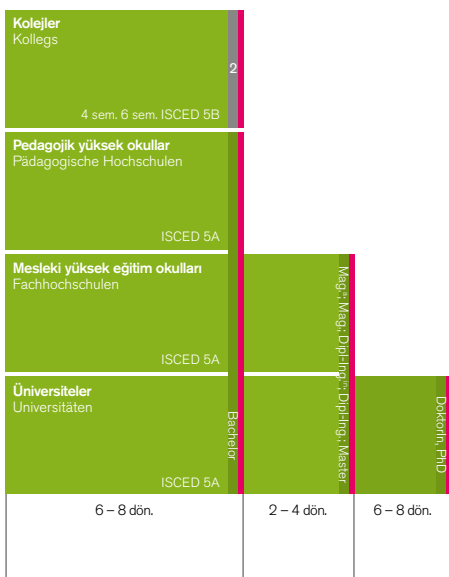 Kolejler
Kollegs
2
4 sem. 6 sem. ISCED 5B
Pedagojik yüksek okullar
Pädagogische Hochschulen
ISCED 5A
Mesleki yüksek eğitim okulları
Fachhochschulen
ISCED 5A
Üniversiteler
Universitäten
ISCED 5A
Bachelor
Mag.ª; Mag.; Dipl-Ing.ⁱⁿ; Dipl-Ing.; Master
DoktorIn, PhD
6 – 8 dön.
2 – 4 dön.
6 – 8 dön.